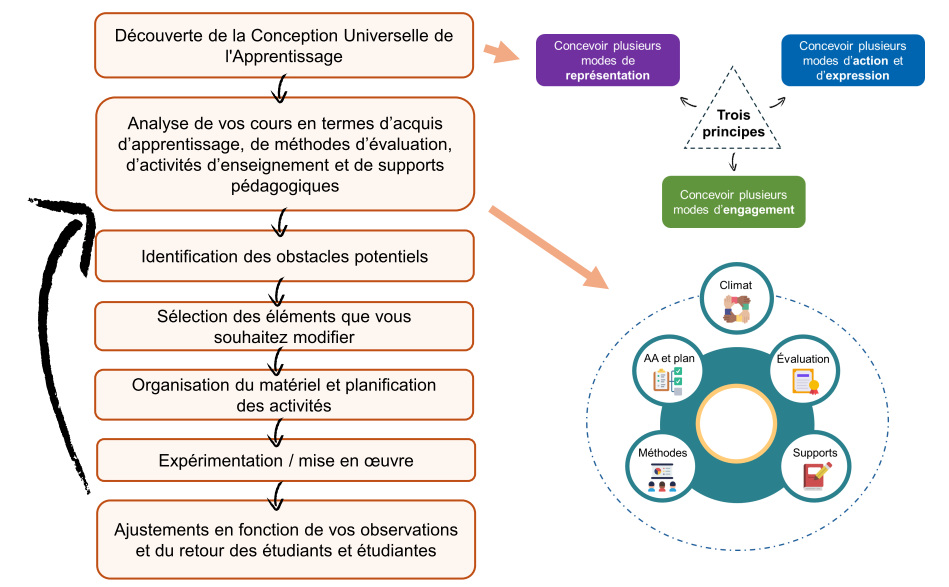 Découverte de la Conception Universelle de
l'Apprentissage
Analyse de vos cours en termes d'acquis
d'apprentissage, de méthodes d'évaluation,
d'activités d'enseignement et de supports
pédagogiques
Identification des obstacles potentiels
Sélection des éléments que vous
souhaitez modifier
Organisation du matériel et planification
des activités
Expérimentation / mise en œuvre
Ajustements en fonction de vos observations
et du retour des étudiants et étudiantes
Concevoir plusieurs
modes de
représentation
Concevoir plusieurs
modes d'action et
d'expression
Trois
principes
Concevoir plusieurs
modes d'engagement
Climat
AA et plan
Évaluation
Méthodes
Supports